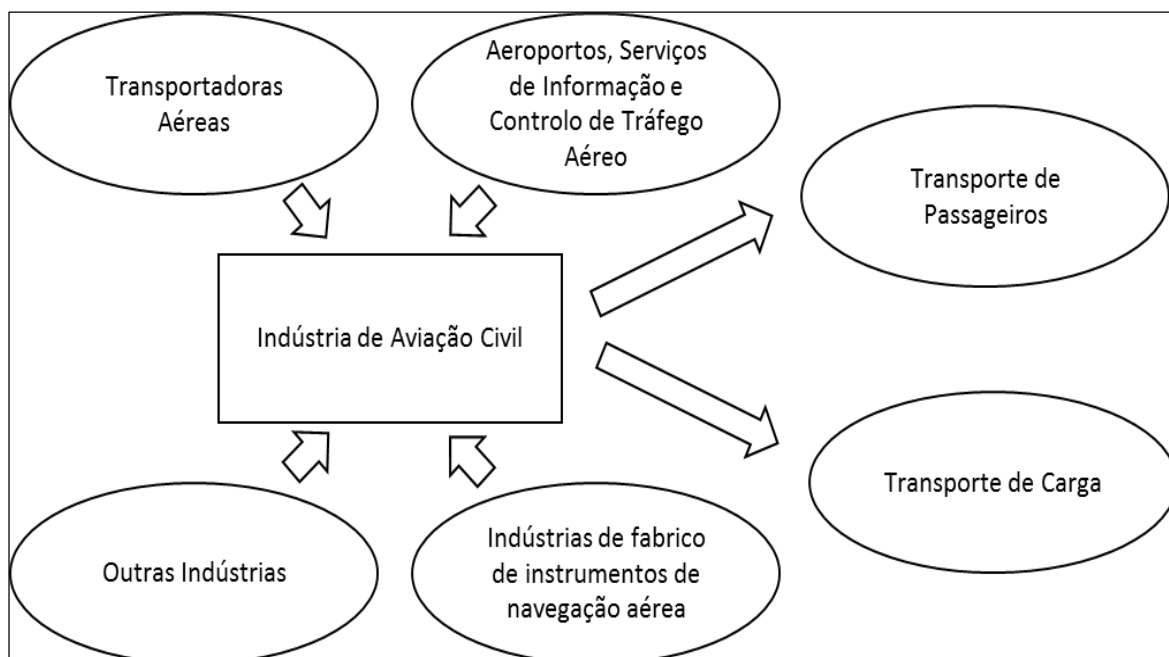 Transportadoras
Aéreas
Aeroportos, Serviços
de Informação e
Controlo de Tráfego
Aéreo
Transporte de
Passageiros
Indústria de Aviação Civil
Transporte de Carga
Outras Indústrias
Indústrias de fabrico
de instrumentos de
navegação aérea